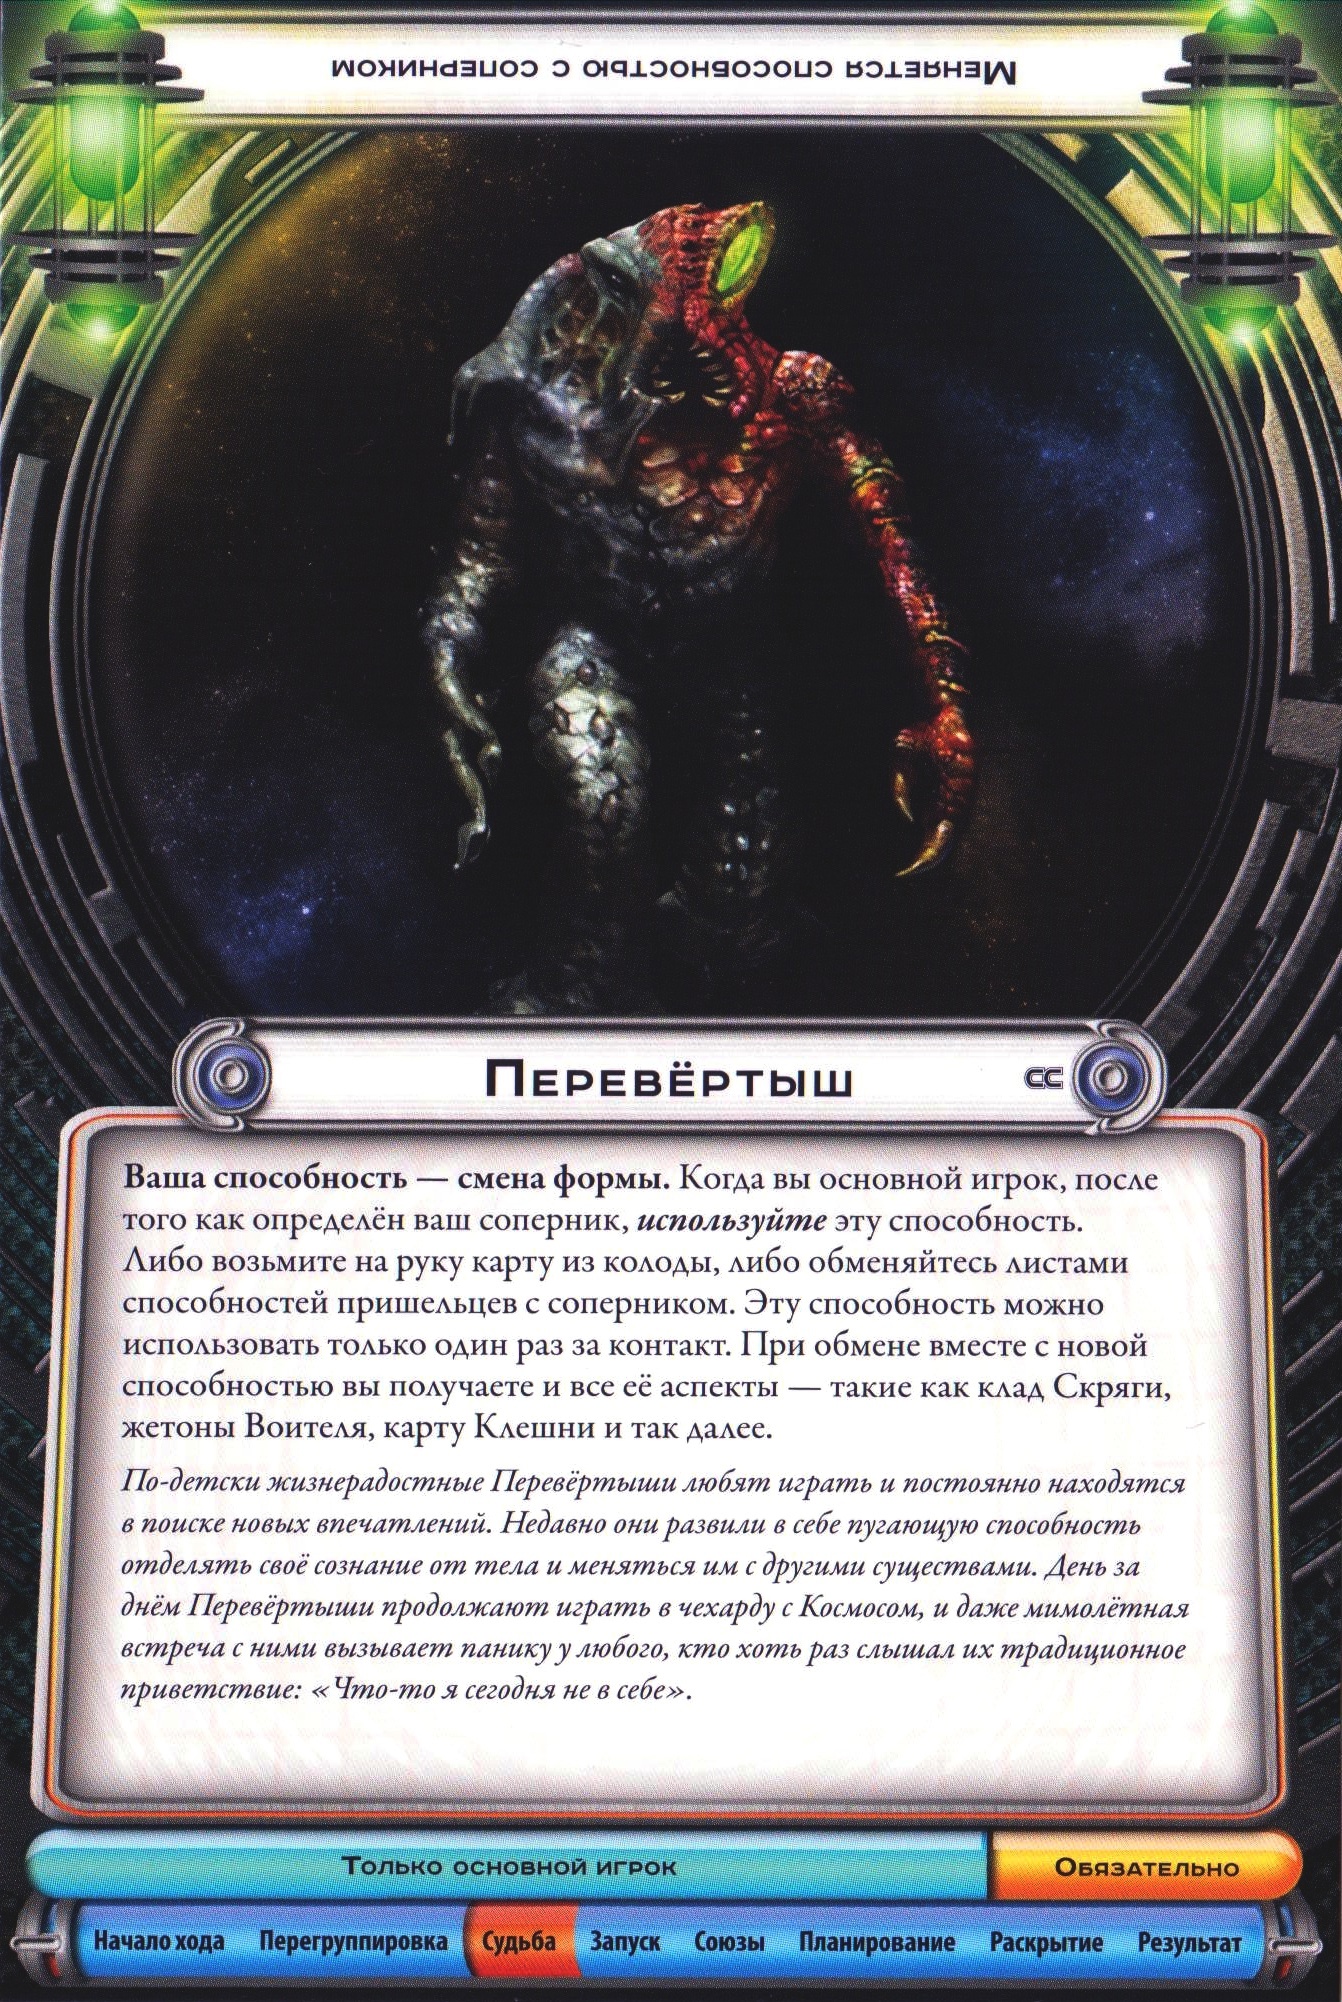 Меняется способностью с соперником
Перевёртыш
CC
Ваша способность — смена формы. Когда вы основной игрок, после
того как определён ваш соперник, используйте эту способность.
Либо возьмите на руку карту из колоды, либо обменяйтесь листами
способностей пришельцев с соперником. Эту способность можно
использовать только один раз за контакт. При обмене вместе с новой
способностью вы получаете и все её аспекты — такие как клад Скряги,
жетоны Воителя, карту Клешни и так далее.
По-детски жизнерадостные Перевёртыши любят играть и постоянно находятся
в поиске новых впечатлений. Недавно они развили в себе пугающую способность
отделять своё сознание от тела и меняться им с другими существами. День за
днём Перевёртыши продолжают играть в чехарду с Космосом, и даже мимолётная
встреча с ними вызывает панику у любого, кто хоть раз слышал их традиционное
приветствие: «Что-то я сегодня не в себе».
Только основной игрок
Обязательно
Начало хода Перегруппировка Судьба Запуск Союзы Планирование Раскрытие Результат